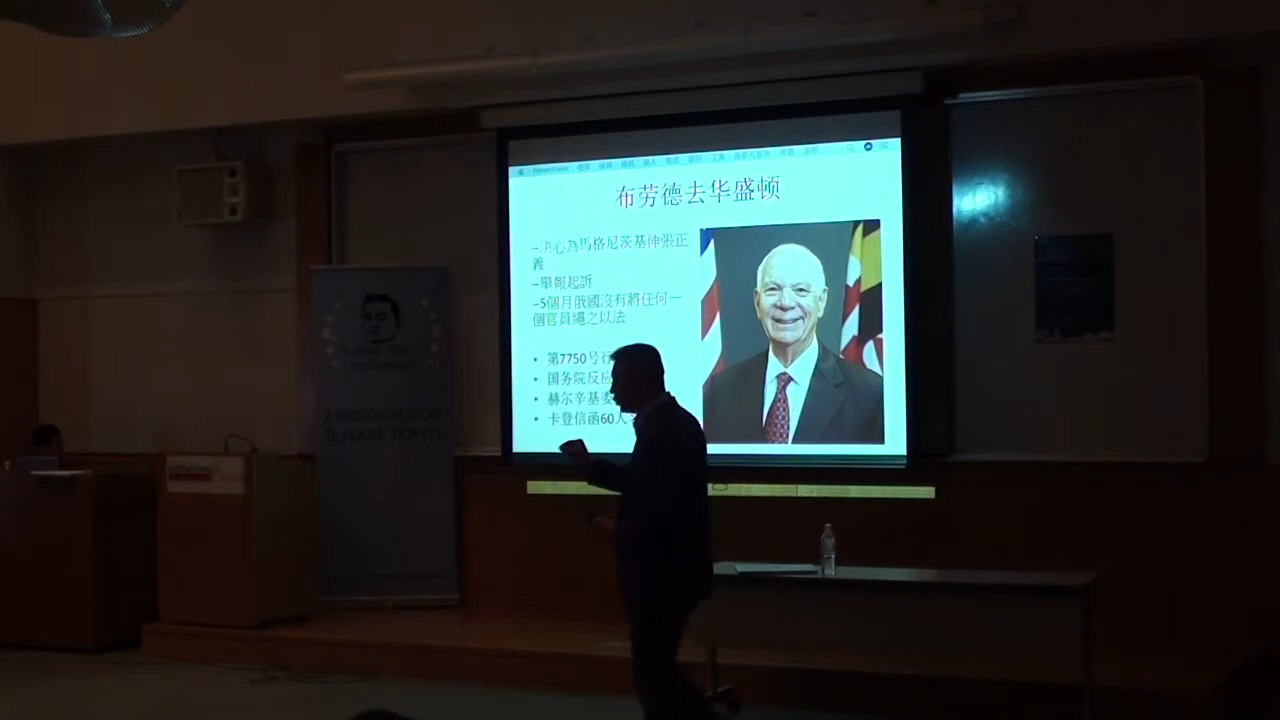 PowerPoint
布劳德去华盛顿
–决心為馬格尼茨基伸張正
義
–舉報起訴
–5個月俄國沒有將任何一
個官員繩之以法
• 第7750号行
• 国务院反应
• 赫尔辛基委
• 卡登信函60人
FREEDOM FOR
ILHAM TOHTI